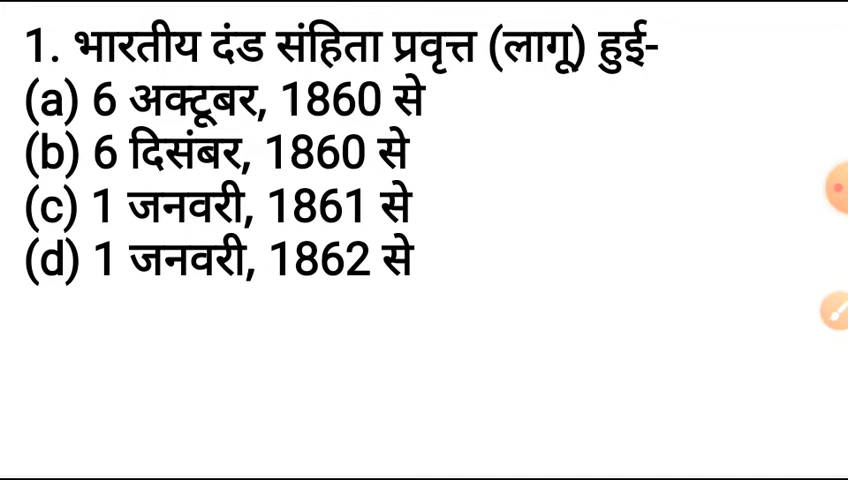 1. भारतीय दंड संहिता प्रवृत्त (लागू) हुई-
(a) 6 अक्टूबर, 1860 से
(b) 6 दिसंबर, 1860 से
(c) 1 जनवरी, 1861 से
(d) 1 जनवरी, 1862 से